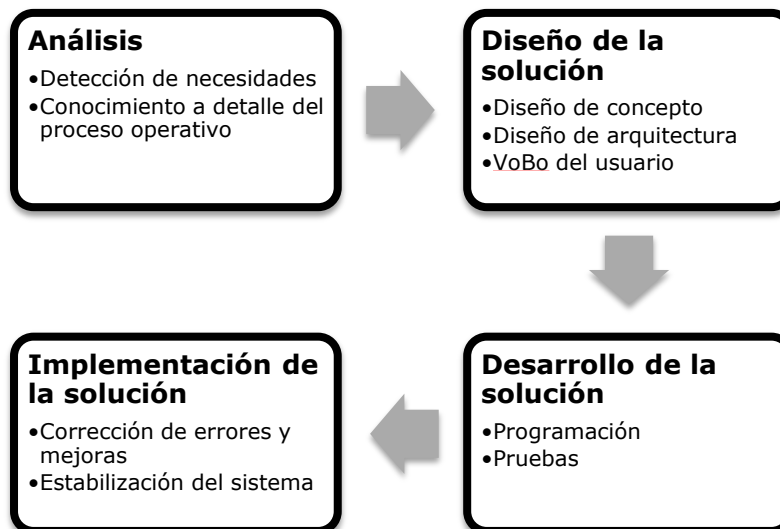 Análisis
•Detección de necesidades
•Conocimiento a detalle del
proceso operativo
Diseño de la
solución
•Diseño de concepto
•Diseño de arquitectura
•VoBo del usuario
Desarrollo de la
solución
•Programación
•Pruebas
Implementación de
la solución
•Corrección de errores y
mejoras
•Estabilización del sistema